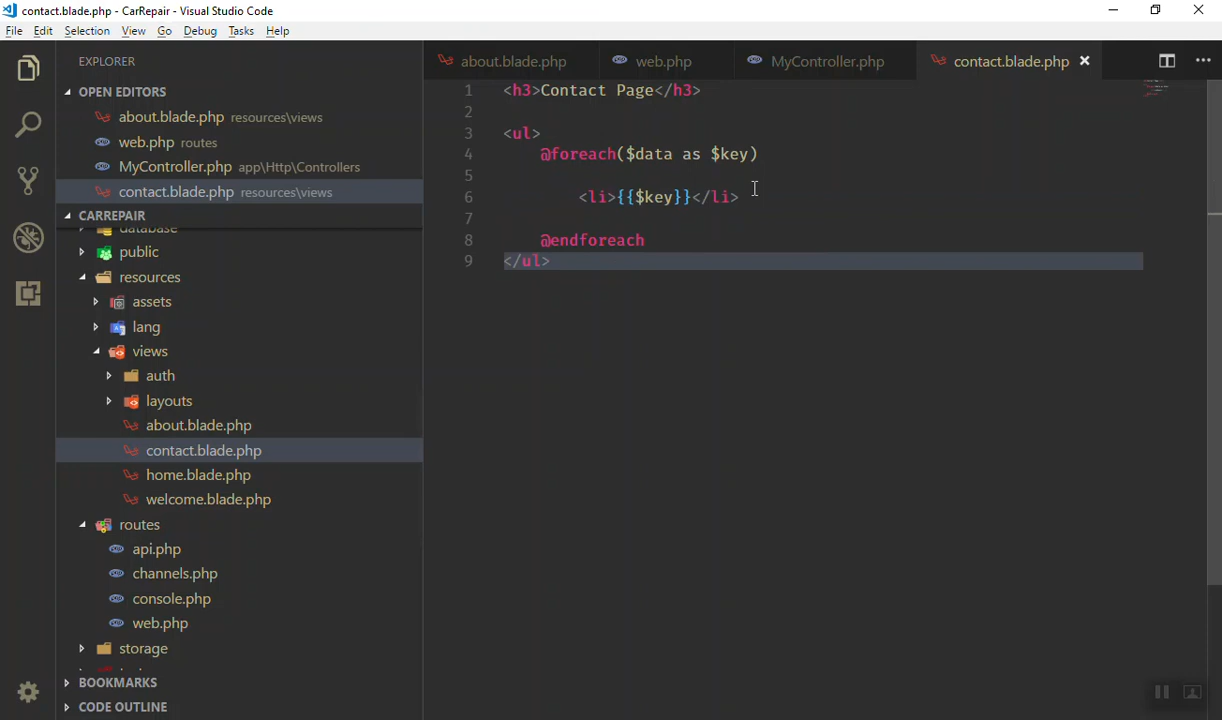 contact.blade.php - CarRepair - Visual Studio Code
File Edit Selection View Go Debug Tasks Help
EXPLORER
about.blade.php web.php MyController.php contact.blade.php
OPEN EDITORS
about.blade.php resources\views
web.php routes
MyController.php app\Http\Controllers
contact.blade.php resources\views
CARREPAIR
database
public
resources
assets
lang
views
auth
layouts
about.blade.php
contact.blade.php
home.blade.php
welcome.blade.php
routes
api.php
channels.php
console.php
web.php
storage
BOOKMARKS
CODE OUTLINE
1 <h3>Contact Page</h3>
2
3 <ul>
4 @foreach($data as $key)
5
6 <li>{{$key}}</li>
7
8 @endforeach
9 </ul>